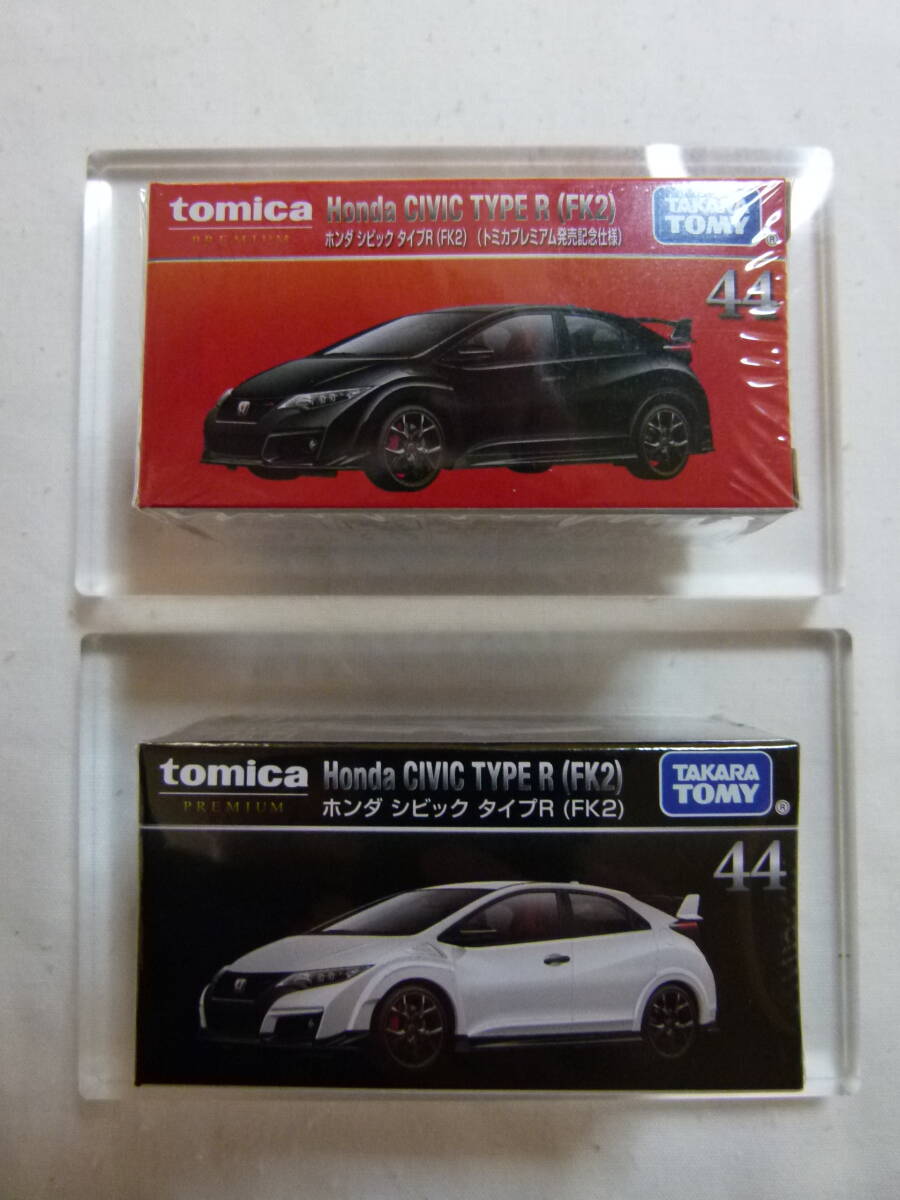 tomica
PREMIUM
Honda CIVIC TYPE R (FK2)
ホンダ シビック タイプR (FK2) (トミカプレミアム発売記念仕様)
TAKARA
TOMY
®
44
tomica
PREMIUM
Honda CIVIC TYPE R (FK2)
ホンダ シビック タイプR (FK2)
TAKARA
TOMY
®
44